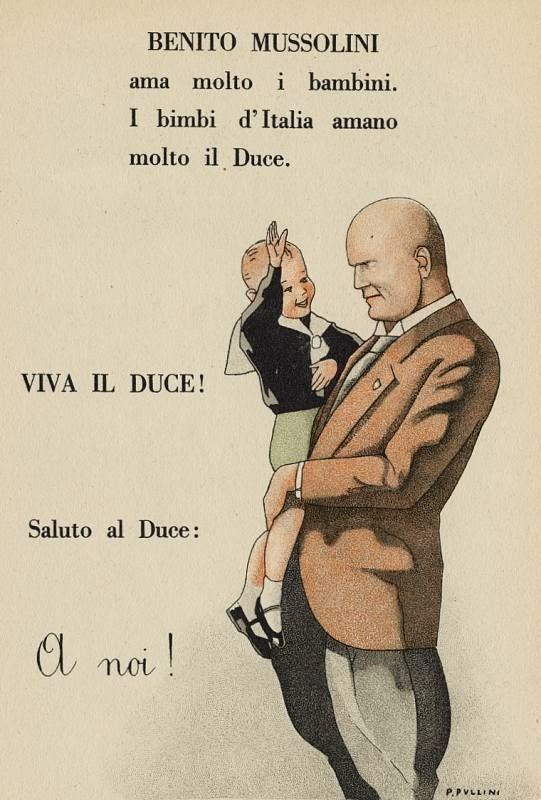 BENITO MUSSOLINI
ama molto i bambini.
I bimbi d'Italia amano
molto il Duce.
VIVA IL DUCE!
Saluto al Duce:
A noi!
P. PULLINI